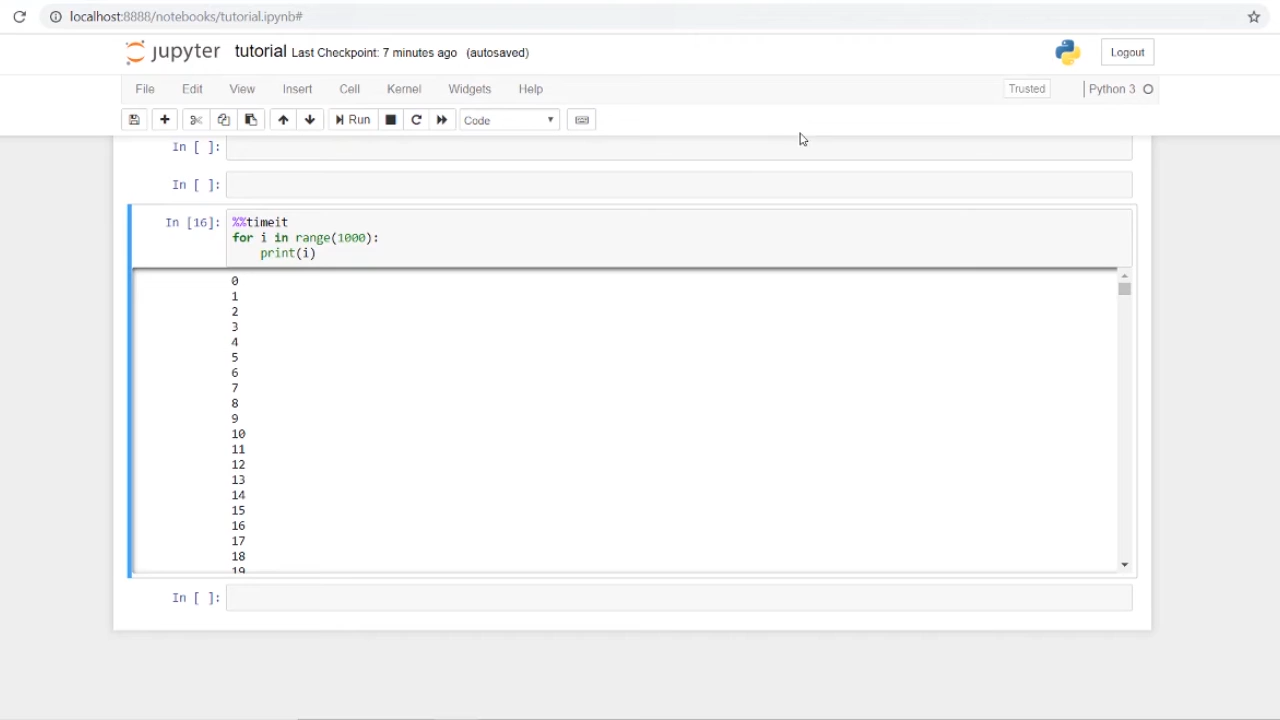 localhost:8888/notebooks/tutorial.ipynb#
jupyter tutorial Last Checkpoint: 7 minutes ago (autosaved)
Logout
File Edit View Insert Cell Kernel Widgets Help
Trusted
Python 3
Run
Code
In [ ]:
In [ ]:
In [16]:
%%timeit
for i in range(1000):
    print(i)
0
1
2
3
4
5
6
7
8
9
10
11
12
13
14
15
16
17
18
19
In [ ]: